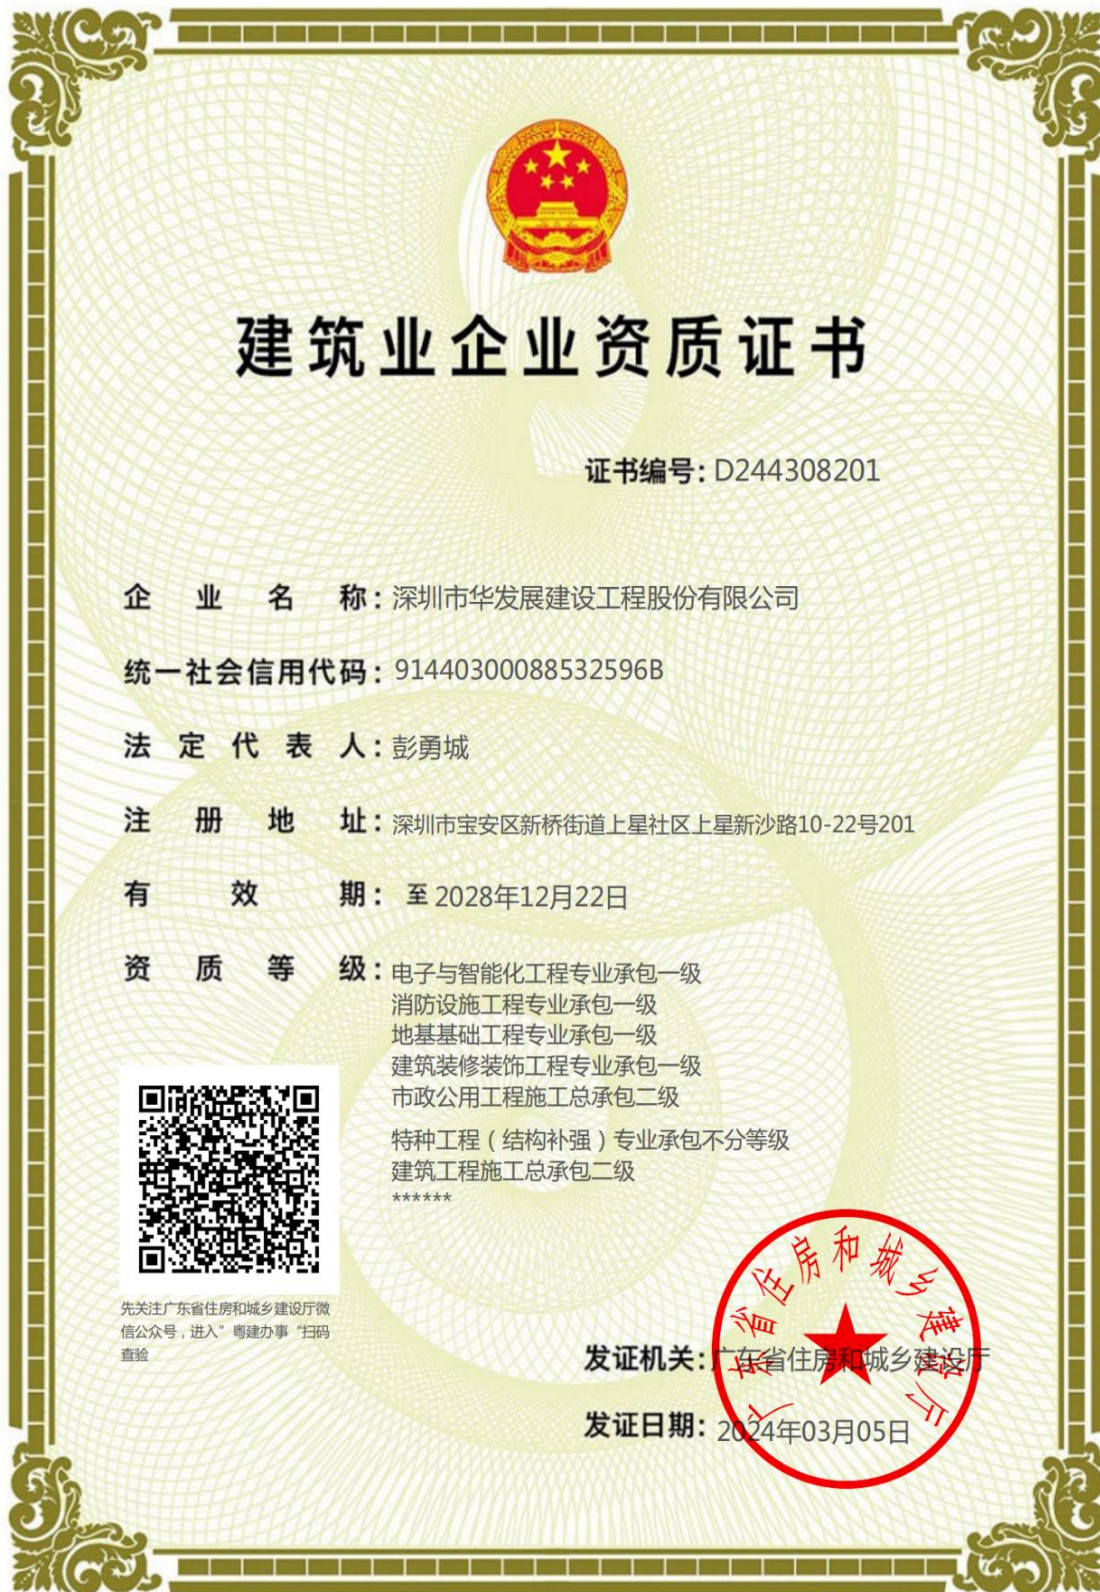 建筑业企业资质证书
证书编号: D244308201
企业名称: 深圳市华发展建设工程股份有限公司
统一社会信用代码: 91440300088532596B
法定代表人: 彭勇城
注册地址: 深圳市宝安区新桥街道上星社区上星新沙路10-22号201
有效期: 至 2028年12月22日
资质等级: 电子与智能化工程专业承包一级
消防设施工程专业承包一级
地基基础工程专业承包一级
建筑装修装饰工程专业承包一级
市政公用工程施工总承包二级
特种工程（结构补强）专业承包不分等级
建筑工程施工总承包二级
******
先关注广东省住房和城乡建设厅微
信公众号，进入”粤建办事“扫码
查验
广东省住房和城乡建设厅
发证机关: 广东省住房和城乡建设厅
发证日期: 2024年03月05日